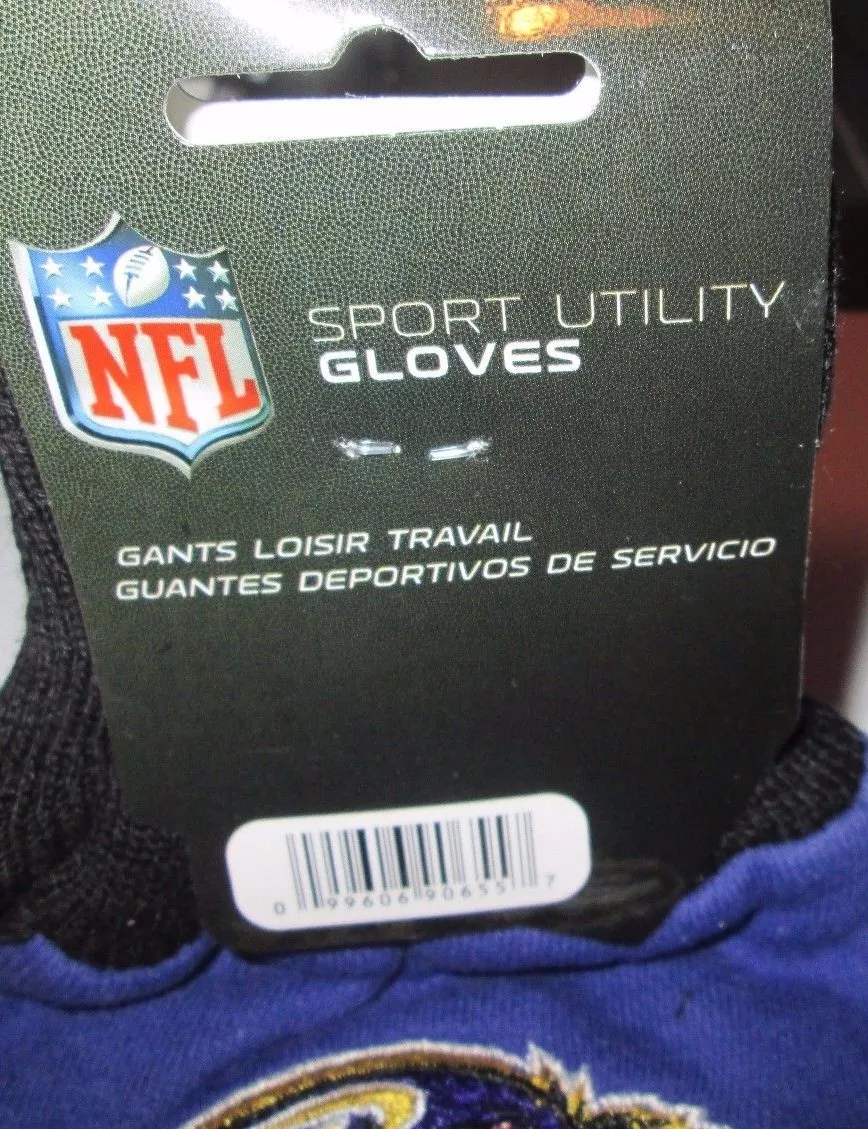 NFL
SPORT UTILITY
GLOVES
GANTS LOISIR TRAVAIL
GUANTES DEPORTIVOS DE SERVICIO
0 99606 90655 7